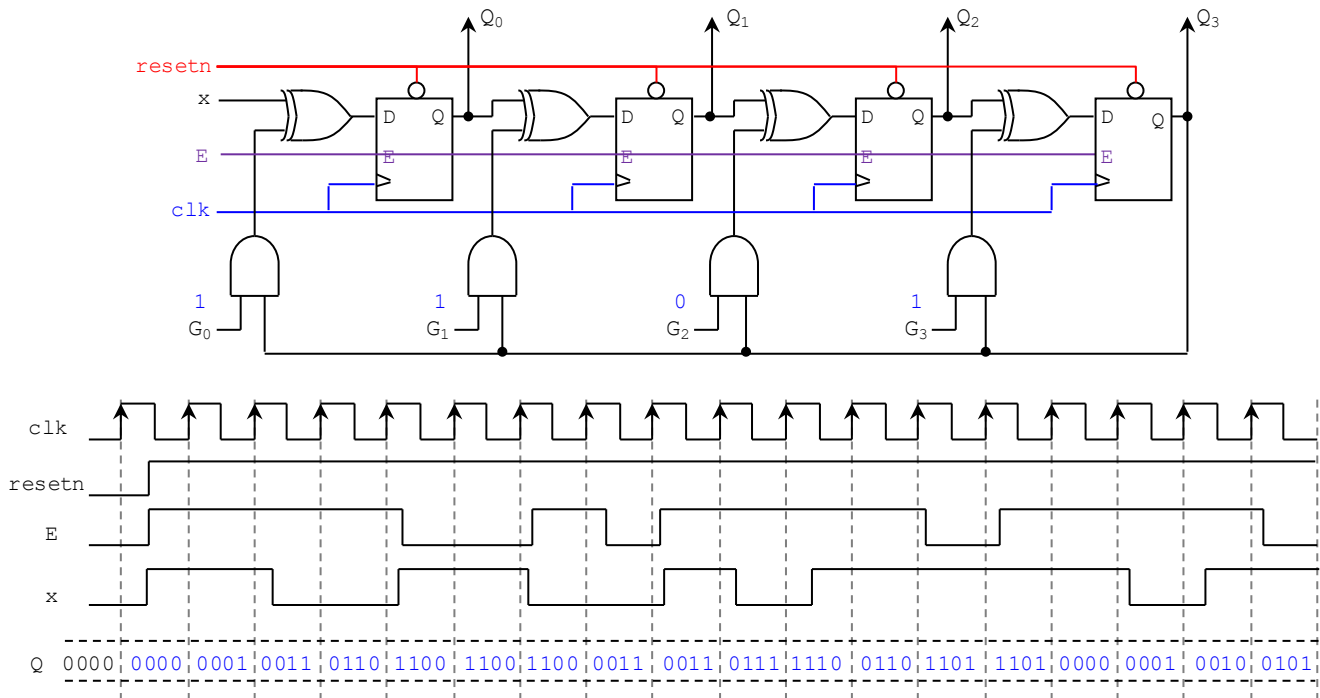 Q0 Q1 Q2 Q3
resetn
x
D Q D Q D Q D Q
E E E E E
clk
1 1 0 1
G0 G1 G2 G3
clk
resetn
E
x
Q 0000 0000 0001 0011 0110 1100 1100 1100 0011 0011 0111 1110 0110 1101 1101 0000 0001 0010 0101